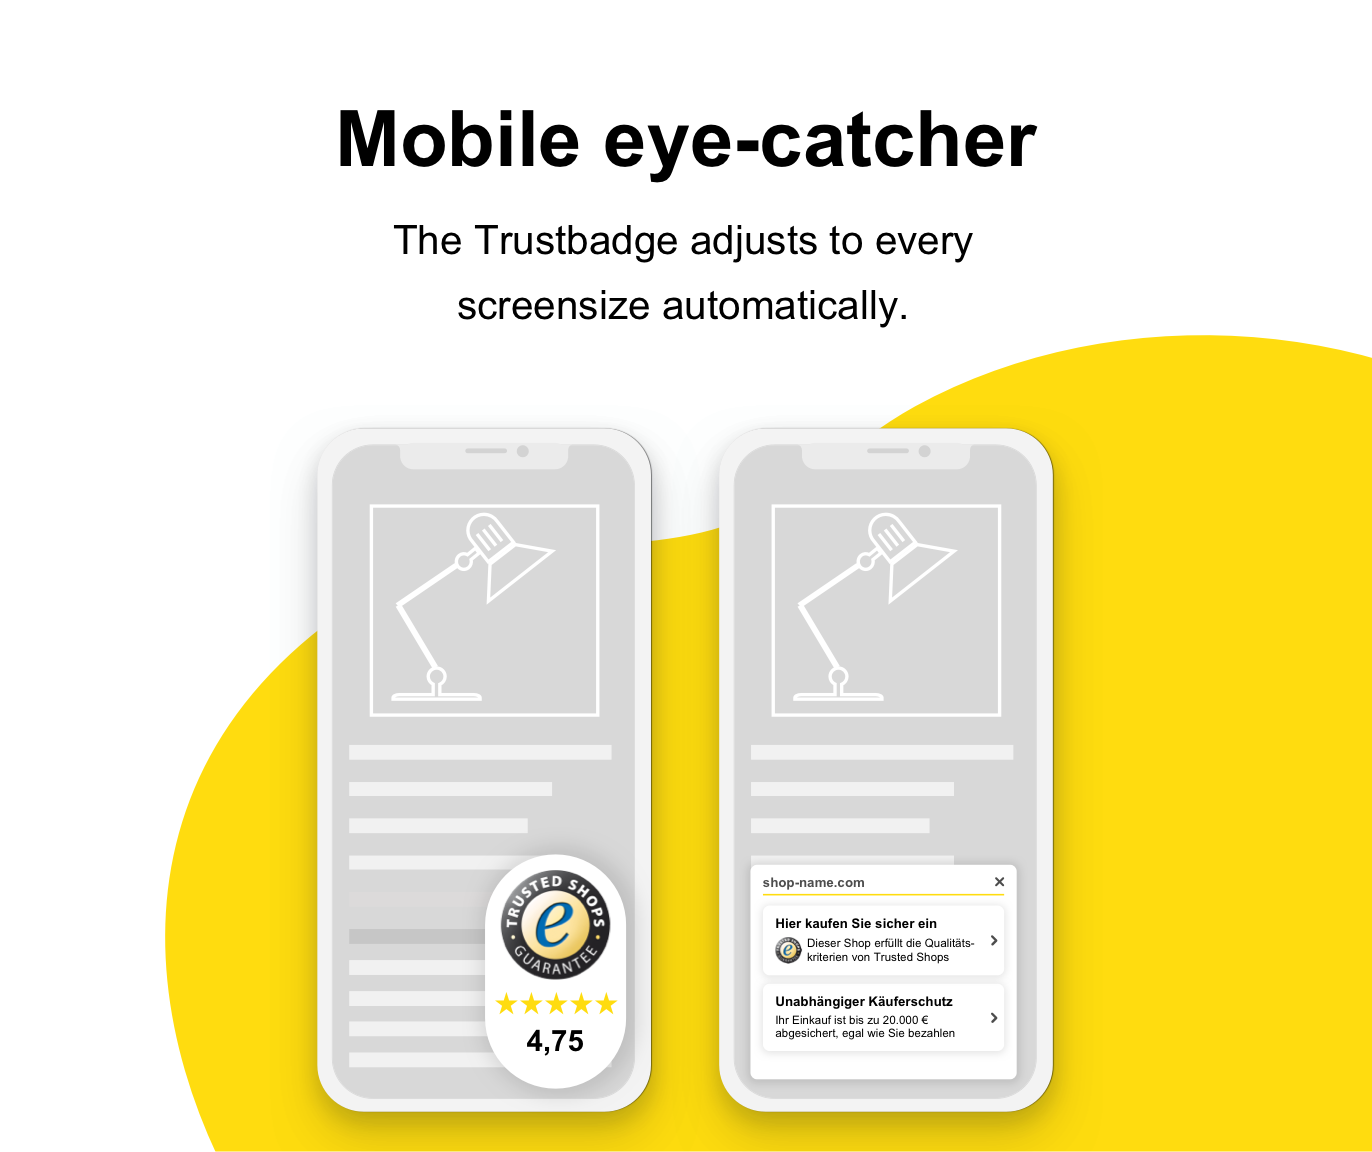 Mobile eye-catcher
The Trustbadge adjusts to every
screensize automatically.
TRUSTED SHOPS
e
GUARANTEE
4,75
shop-name.com
Hier kaufen Sie sicher ein
Dieser Shop erfüllt die Qualitäts-
kriterien von Trusted Shops
Unabhängiger Käuferschutz
Ihr Einkauf ist bis zu 20.000 €
abgesichert, egal wie Sie bezahlen